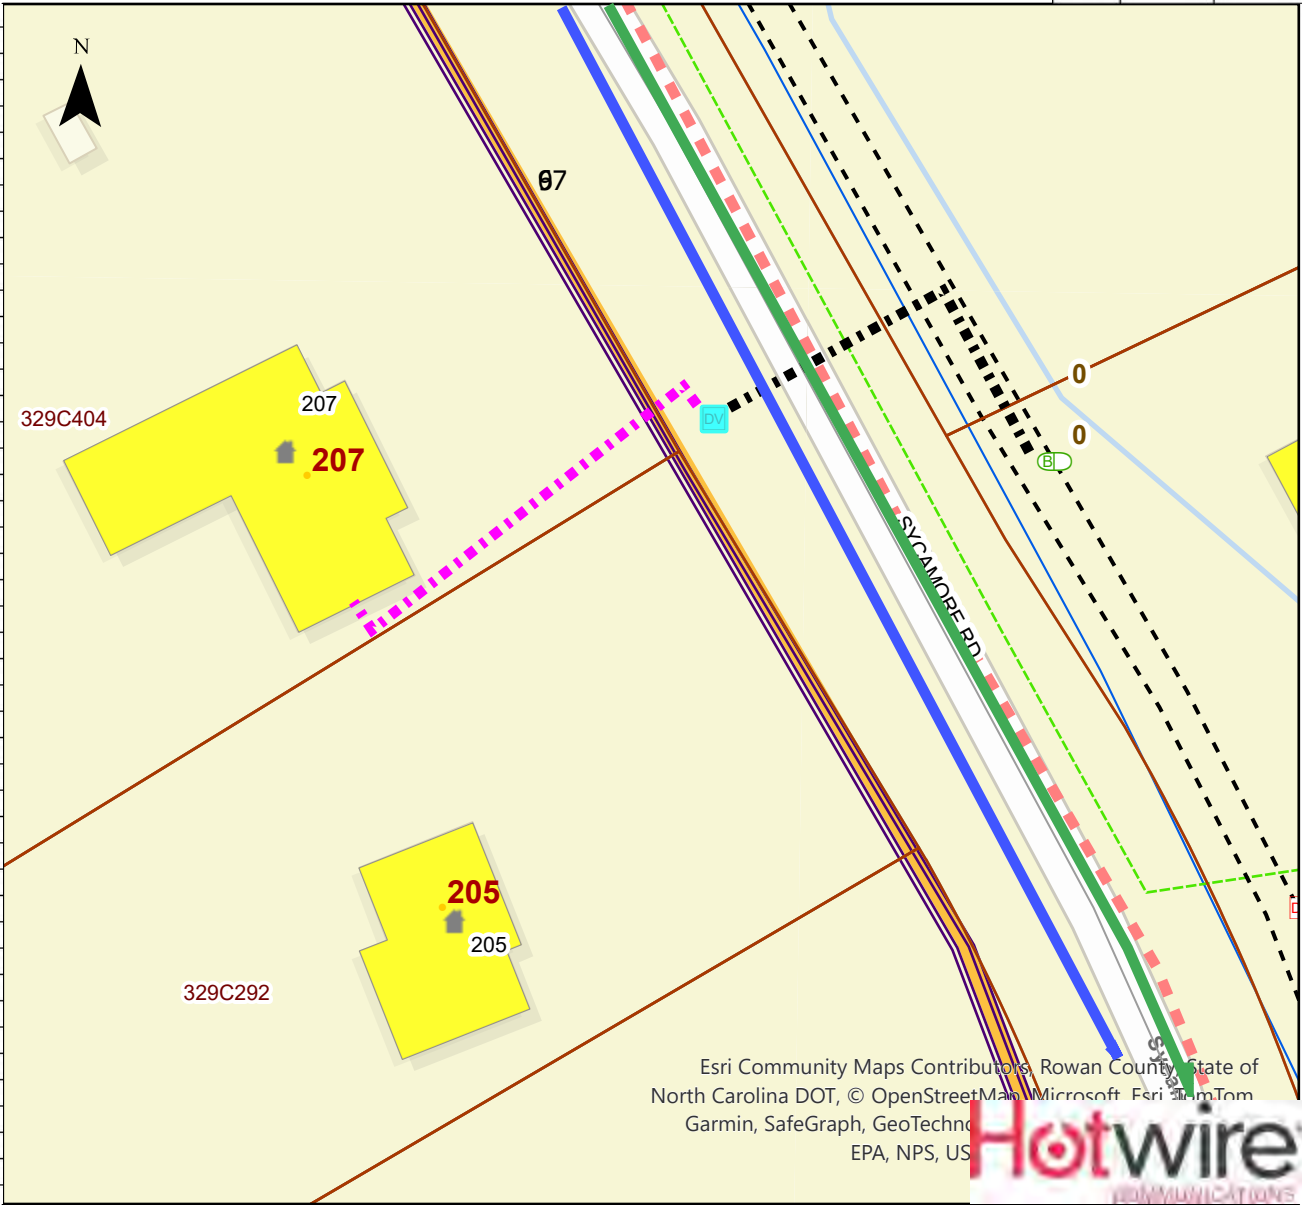 N
97
207
329C404
207
0
0
DV
B
SYCAMORE RD
205
205
329C292
Esri Community Maps Contributors, Rowan County, State of
North Carolina DOT, © OpenStreetMap, Microsoft, Esri, TomTom,
Garmin, SafeGraph, GeoTechno
EPA, NPS, US
Hotwire
COMMUNICATIONS